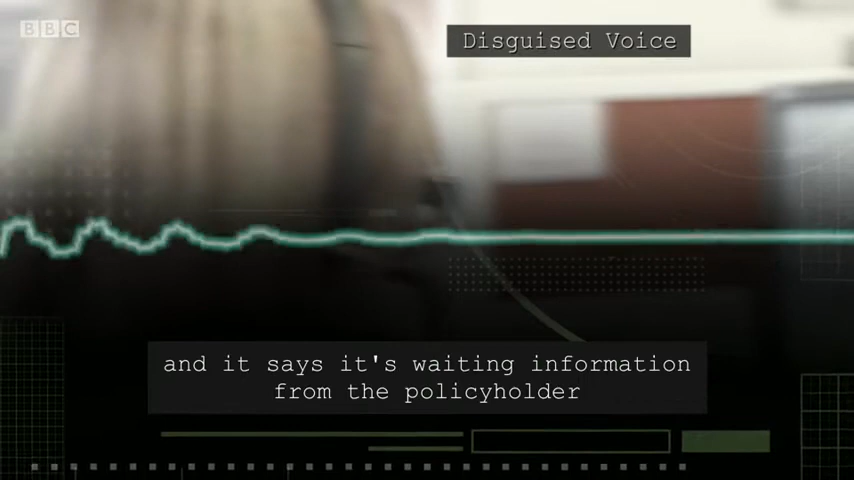 BBC
Disguised Voice
and it says it's waiting information
from the policyholder